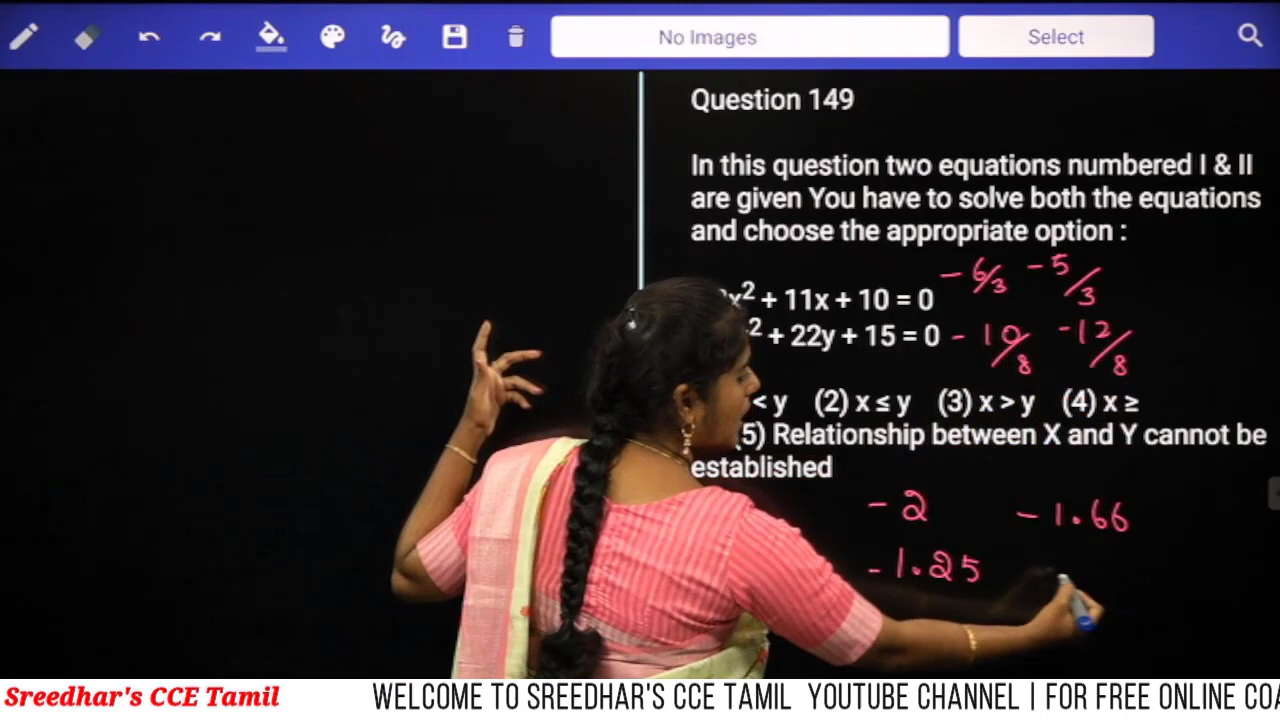 No Images
Select
Question 149
In this question two equations numbered I & II
are given You have to solve both the equations
and choose the appropriate option :
x² + 11x + 10 = 0 - 6/3 - 5/3
² + 22y + 15 = 0 - 10/8 - 12/8
< y (2) x ≤ y (3) x > y (4) x ≥
5) Relationship between X and Y cannot be
established
- 2 - 1.66
- 1.25
Sreedhar's CCE Tamil
WELCOME TO SREEDHAR'S CCE TAMIL YOUTUBE CHANNEL | FOR FREE ONLINE COA